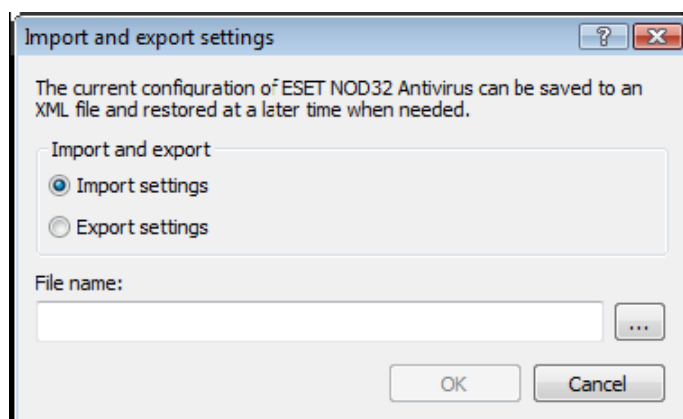 Import and export settings
The current configuration of ESET NOD32 Antivirus can be saved to an
XML file and restored at a later time when needed.
Import and export
Import settings
Export settings
File name:
...
OK
Cancel